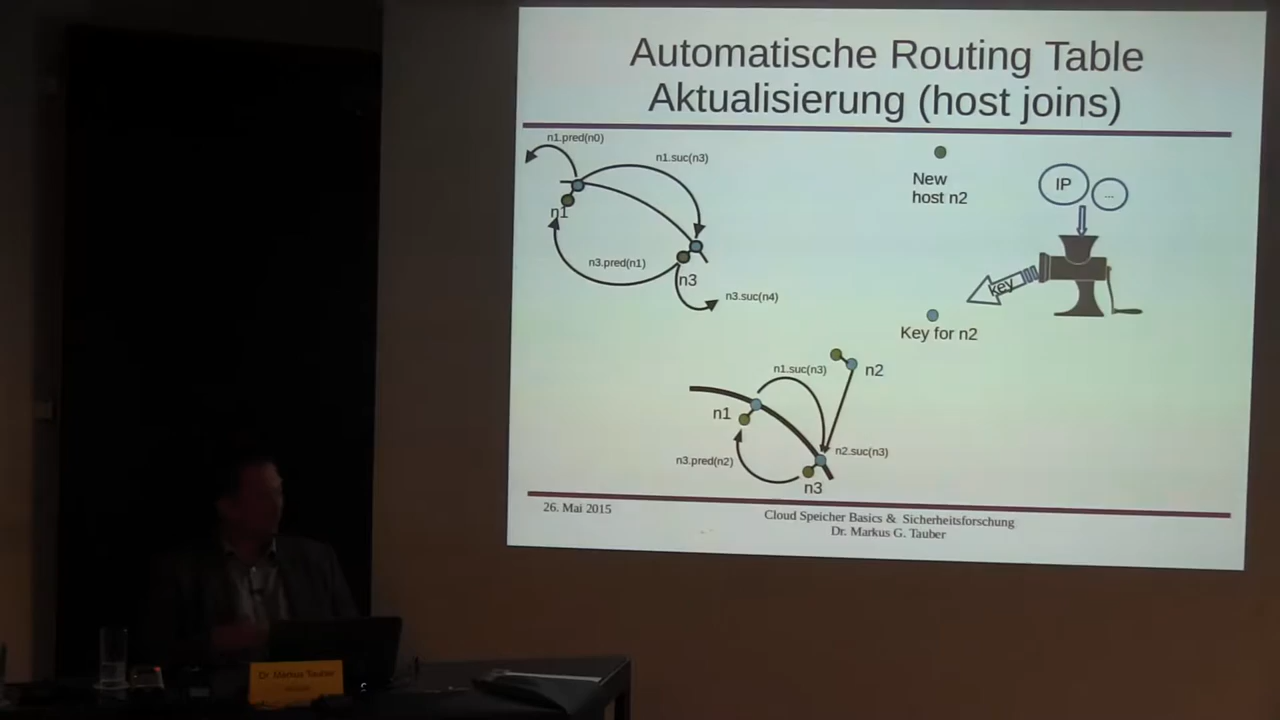 Automatische Routing Table
Aktualisierung (host joins)
n1.pred(n0)
n1.suc(n3)
n1
n3.pred(n1)
n3
n3.suc(n4)
New
host n2
IP
...
key
Key for n2
n1.suc(n3)
n2
n1
n2.suc(n3)
n3.pred(n2)
n3
26. Mai 2015
Cloud Speicher Basics & Sicherheitsforschung
Dr. Markus G. Tauber
Dr. Markus Tauber